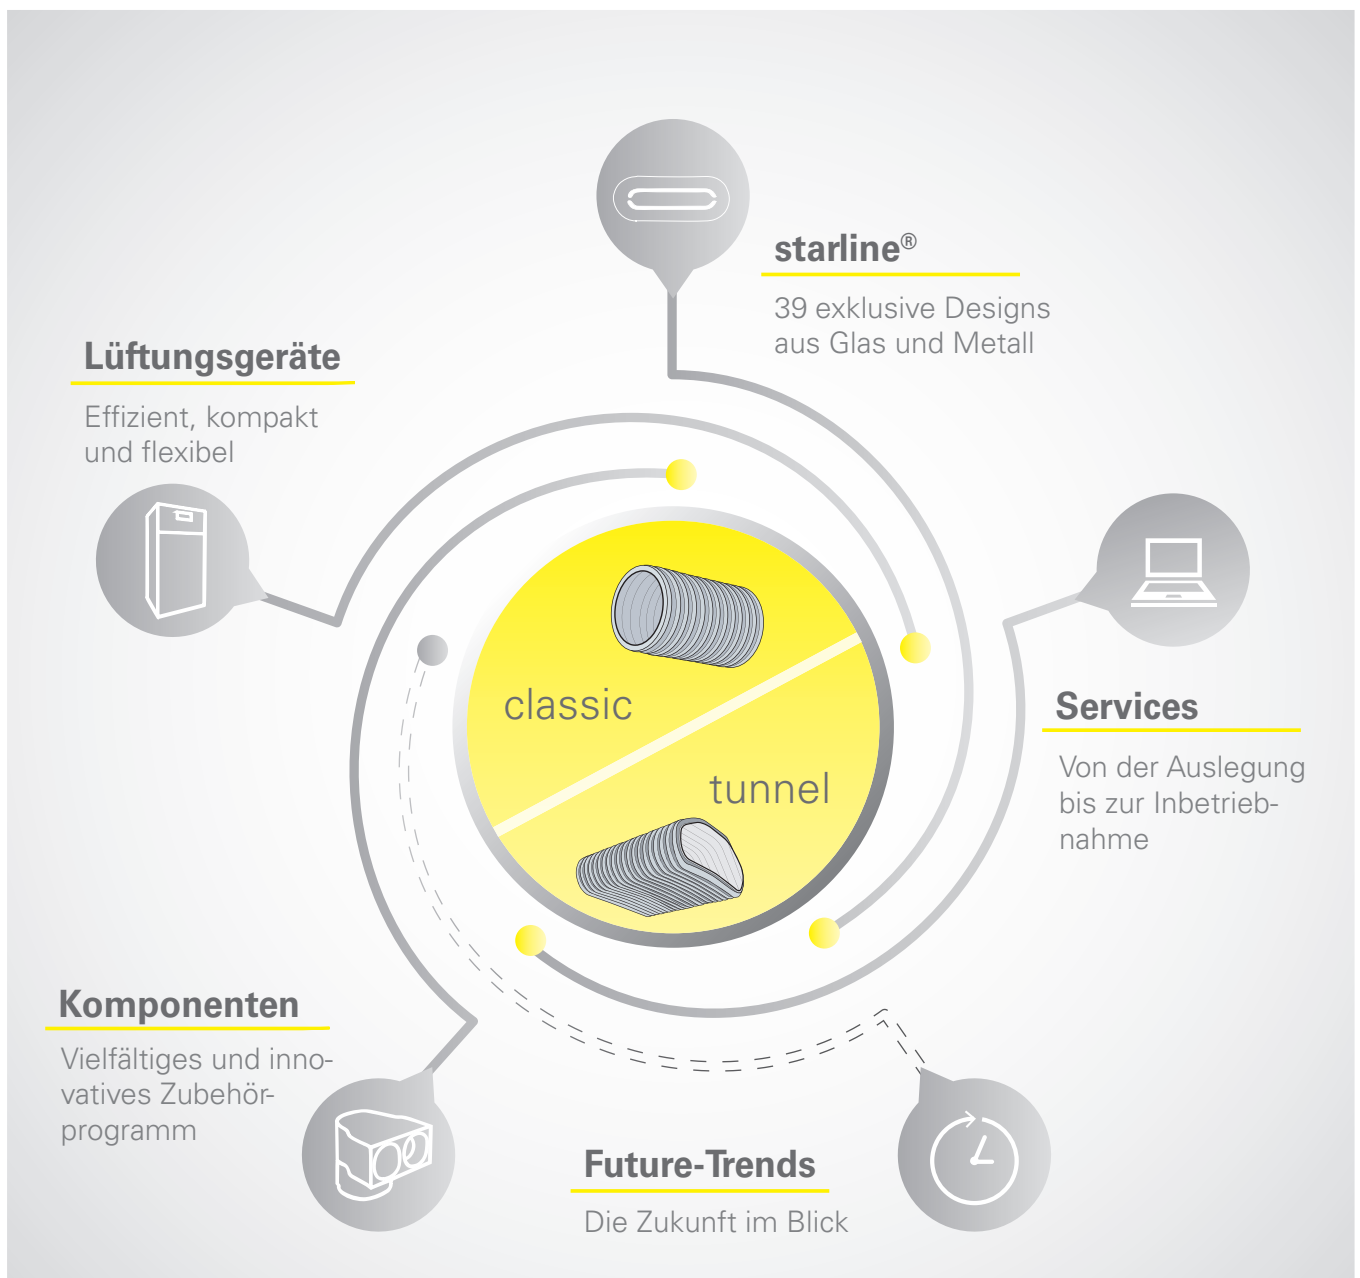 starline®
39 exklusive Designs
aus Glas und Metall
Lüftungsgeräte
Effizient, kompakt
und flexibel
classic
tunnel
Services
Von der Auslegung
bis zur Inbetrieb-
nahme
Komponenten
Vielfältiges und inno-
vatives Zubehör-
programm
Future-Trends
Die Zukunft im Blick